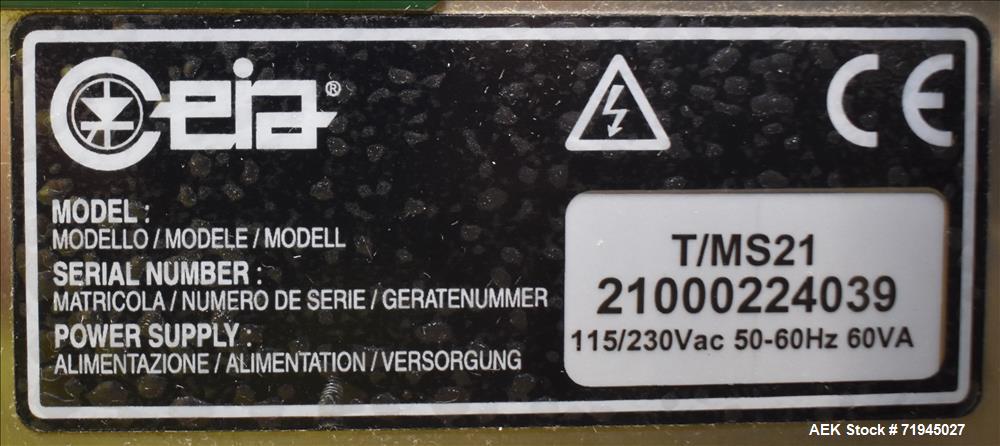 Ceia®
CE
MODEL :
MODELLO / MODELE / MODELL
SERIAL NUMBER :
MATRICOLA / NUMERO DE SERIE / GERATENUMMER
POWER SUPPLY :
ALIMENTAZIONE / ALIMENTATION / VERSORGUNG
T/MS21
21000224039
115/230Vac 50-60Hz 60VA
AEK Stock #71945027